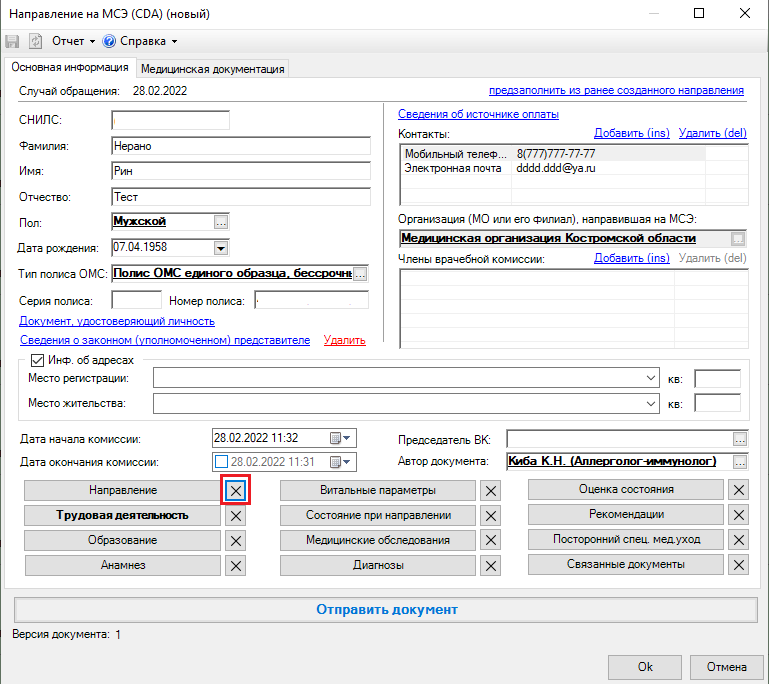 Направление на МСЭ (CDA) (новый)
Отчет Справка
Основная информация Медицинская документация
Случай обращения: 28.02.2022 предзаполнить из ранее созданного направления
СНИЛС:
Фамилия: Нерано
Имя: Рин
Отчество: Тест
Пол: Мужской ...
Дата рождения: 07.04.1958
Тип полиса ОМС: Полис ОМС единого образца, бессрочнь ...
Серия полиса: Номер полиса:
Документ, удостоверяющий личность
Сведения о законном (уполномоченном) представителе Удалить
Сведения об источнике оплаты
Контакты: Добавить (ins) Удалить (del)
Мобильный телеф... 8(777)777-77-77
Электронная почта dddd.ddd@ya.ru
Организация (МО или его филиал), направившая на МСЭ:
Медицинская организация Костромской области ...
Члены врачебной комиссии: Добавить (ins) Удалить (del)
Инф. об адресах
Место регистрации: кв:
Место жительства: кв:
Дата начала комиссии: 28.02.2022 11:32 Председатель ВК: ...
Дата окончания комиссии: 28.02.2022 11:31 Автор документа: Киба К.Н. (Аллерголог-иммунолог) ...
Направление Витальные параметры Оценка состояния
Трудовая деятельность Состояние при направлении Рекомендации
Образование Медицинские обследования Посторонний спец. мед.уход
Анамнез Диагнозы Связанные документы
Отправить документ
Версия документа: 1
Ok Отмена